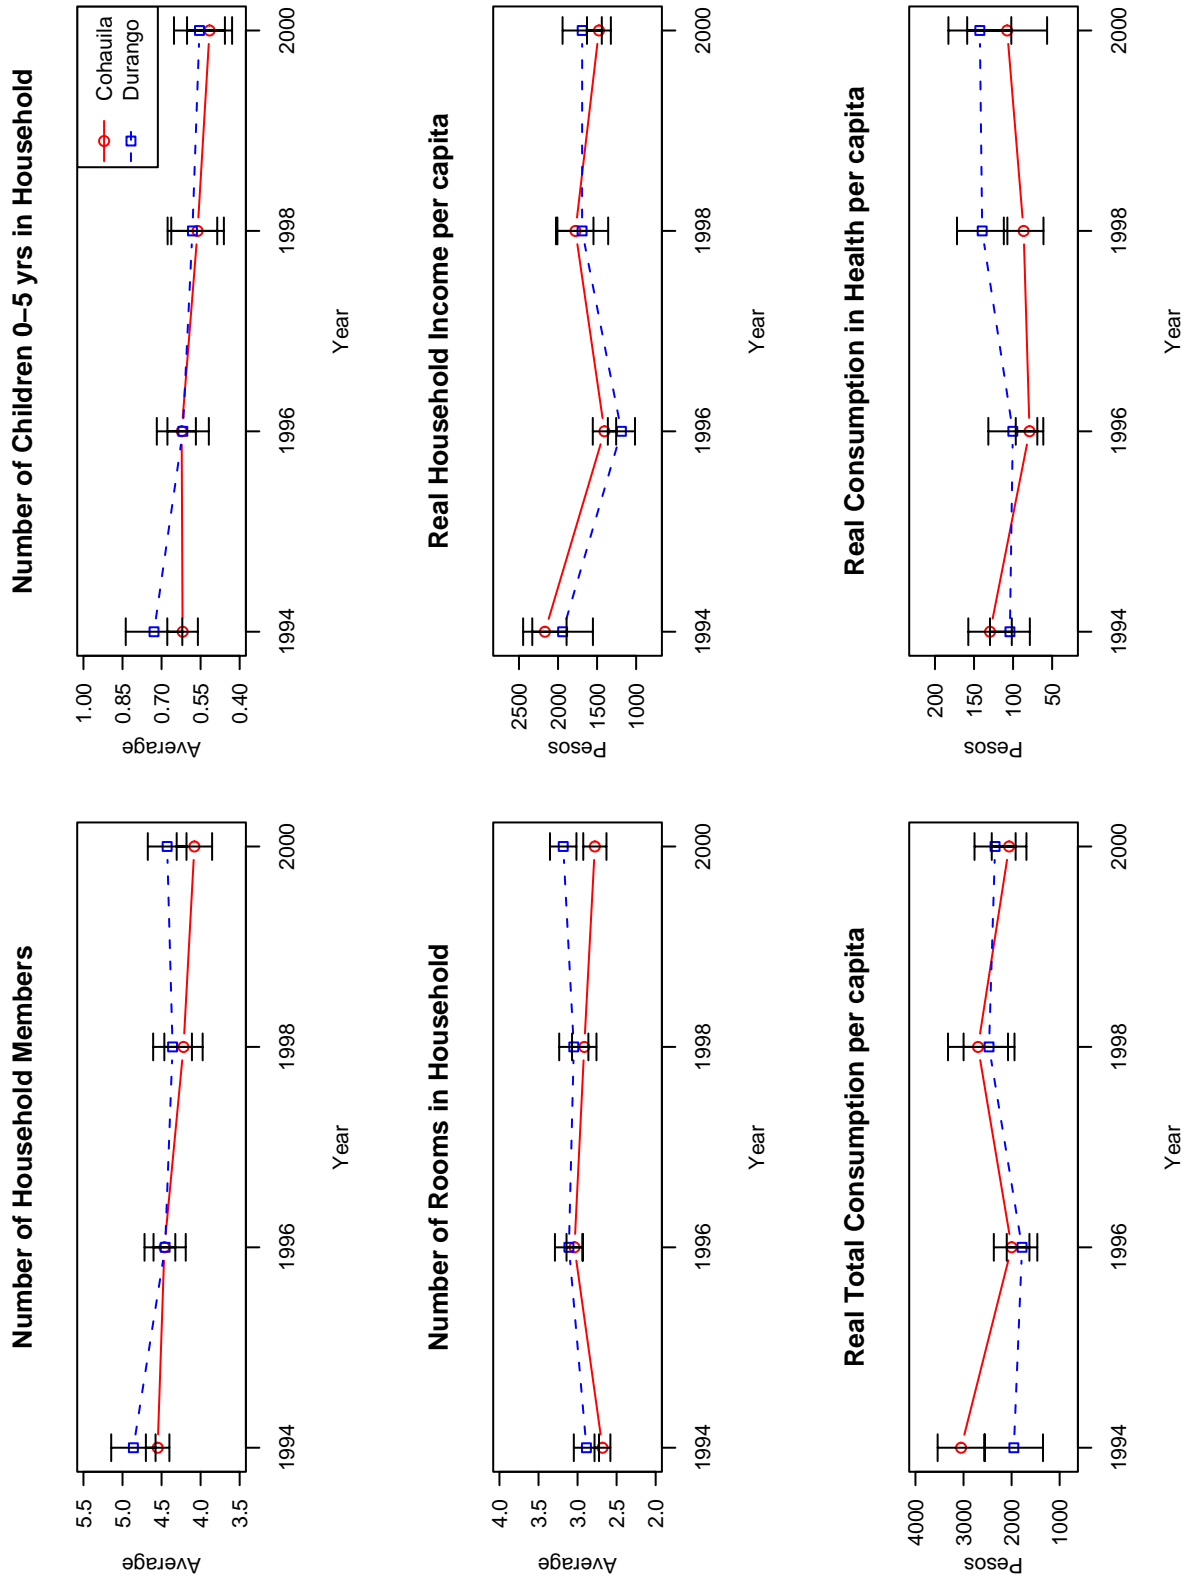 Number of Household Members
5.5
5.0
4.5
4.0
3.5
Average
1994
1996
1998
2000
Year
Number of Children 0–5 yrs in Household
1.00
0.85
0.70
0.55
0.40
Average
1994
1996
1998
2000
Year
Cohauila
Durango
Number of Rooms in Household
4.0
3.5
3.0
2.5
2.0
Average
1994
1996
1998
2000
Year
Real Household Income per capita
2500
2000
1500
1000
Pesos
1994
1996
1998
2000
Year
Real Total Consumption per capita
4000
3000
2000
1000
Pesos
1994
1996
1998
2000
Year
Real Consumption in Health per capita
200
150
100
50
Pesos
1994
1996
1998
2000
Year